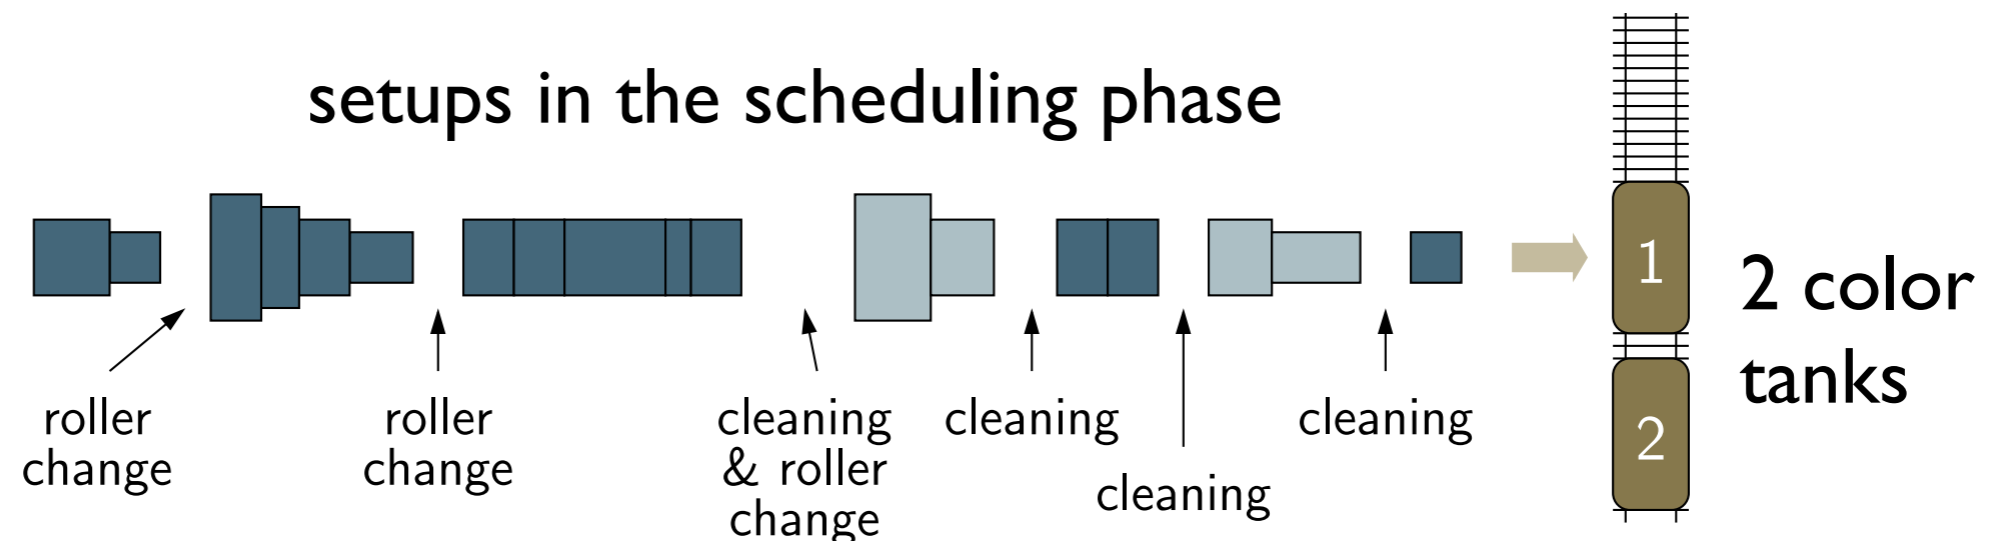 setups in the scheduling phase
roller
change
roller
change
cleaning
& roller
change
cleaning
cleaning
cleaning
1
2
2 color
tanks